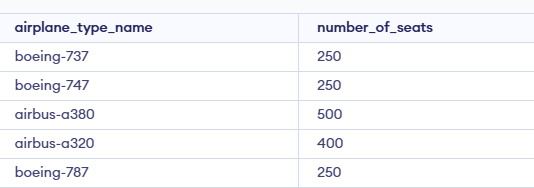 airplane_type_name number_of_seats
boeing-737 250
boeing-747 250
airbus-a380 500
airbus-a320 400
boeing-787 250